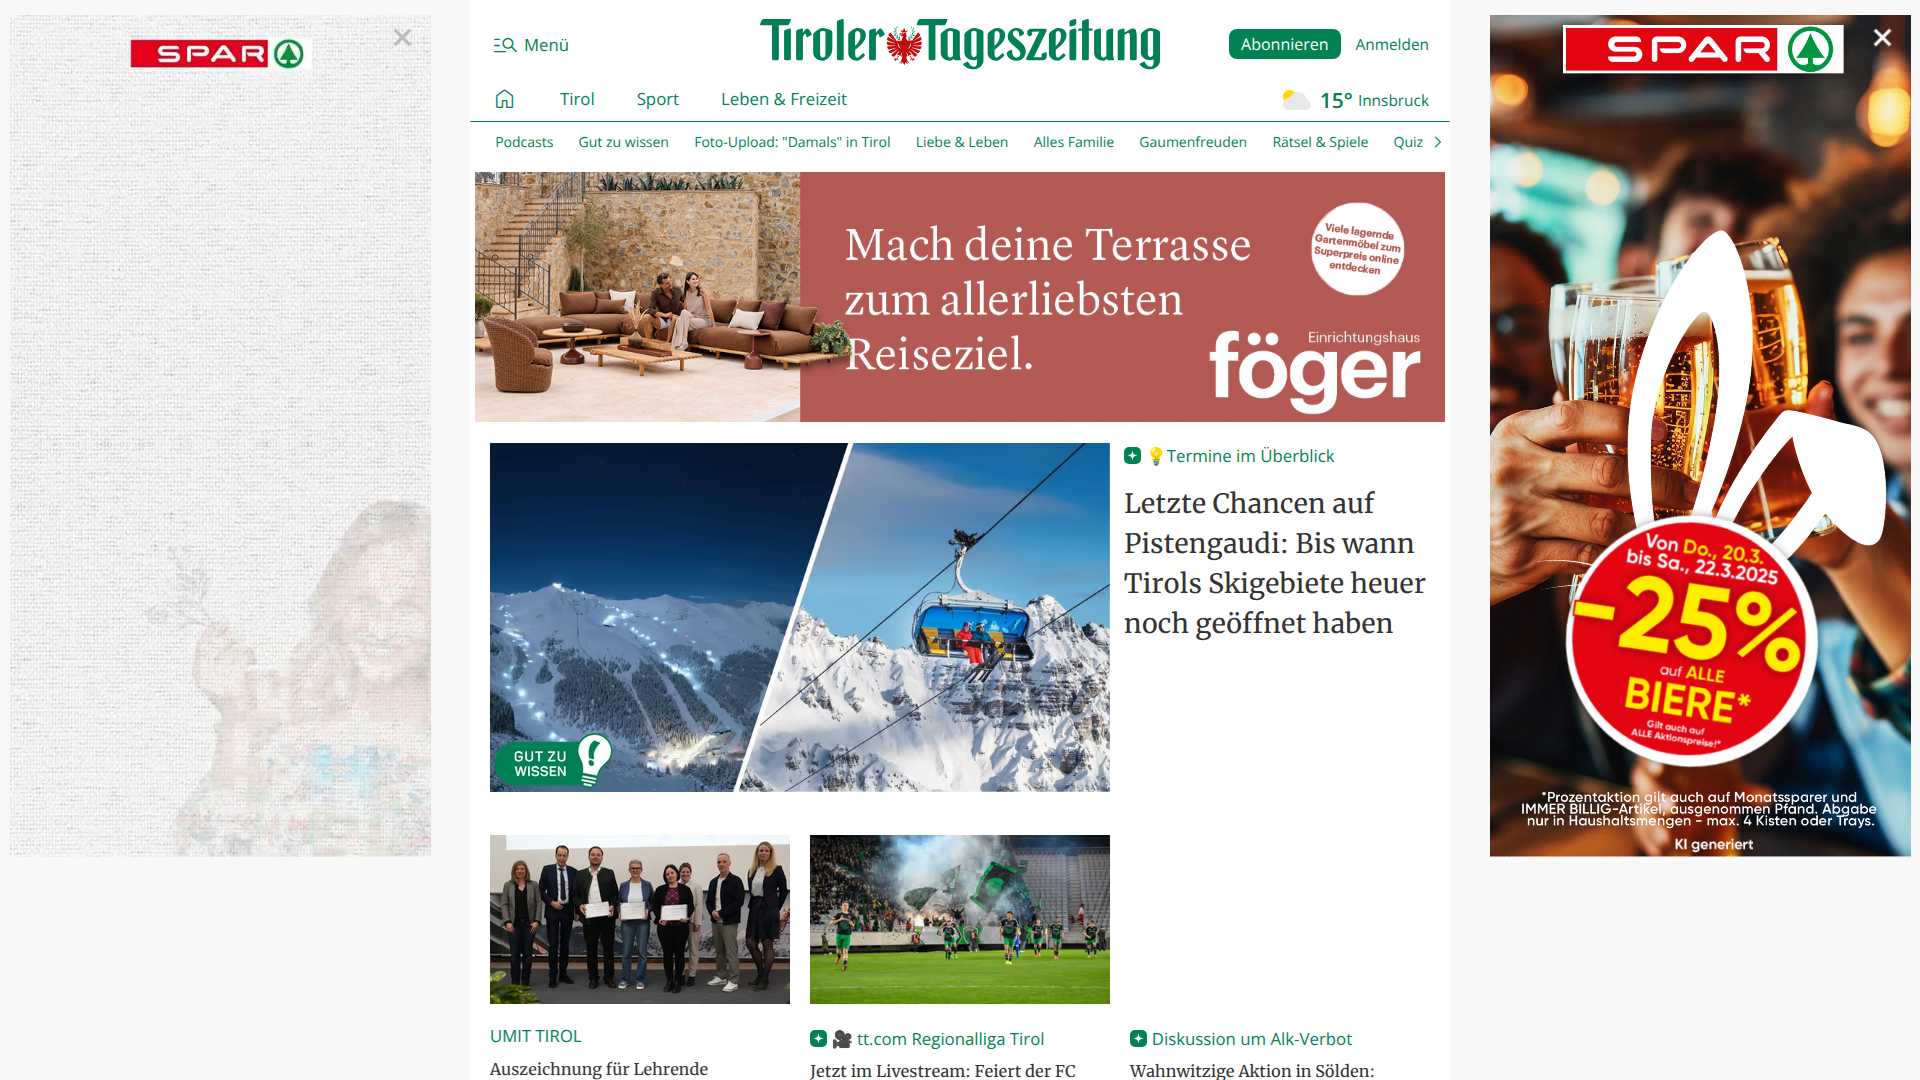 SPAR
Menü
Tiroler Tageszeitung
Abonnieren
Anmelden
Tirol
Sport
Leben & Freizeit
15° Innsbruck
Podcasts
Gut zu wissen
Foto-Upload: "Damals" in Tirol
Liebe & Leben
Alles Familie
Gaumenfreuden
Rätsel & Spiele
Quiz
Mach deine Terrasse
zum allerliebsten
Reiseziel.
Viele lagernde
Gartenmöbel zum
Superpreis online
entdecken
Einrichtungshaus
föger
GUT ZU
WISSEN
Termine im Überblick
Letzte Chancen auf
Pistengaudi: Bis wann
Tirols Skigebiete heuer
noch geöffnet haben
UMIT TIROL
Auszeichnung für Lehrende
tt.com Regionalliga Tirol
Jetzt im Livestream: Feiert der FC
Diskussion um Alk-Verbot
Wahnwitzige Aktion in Sölden:
SPAR
Von Do., 20.3.
bis Sa., 22.3.2025
-25%
auf ALLE
BIERE*
Gilt auch auf
ALLE Aktionspreise!*
*Prozentaktion gilt auch auf Monatssparer und
IMMER BILLIG-Artikel, ausgenommen Pfand. Abgabe
nur in Haushaltsmengen - max. 4 Kisten oder Trays.
KI generiert